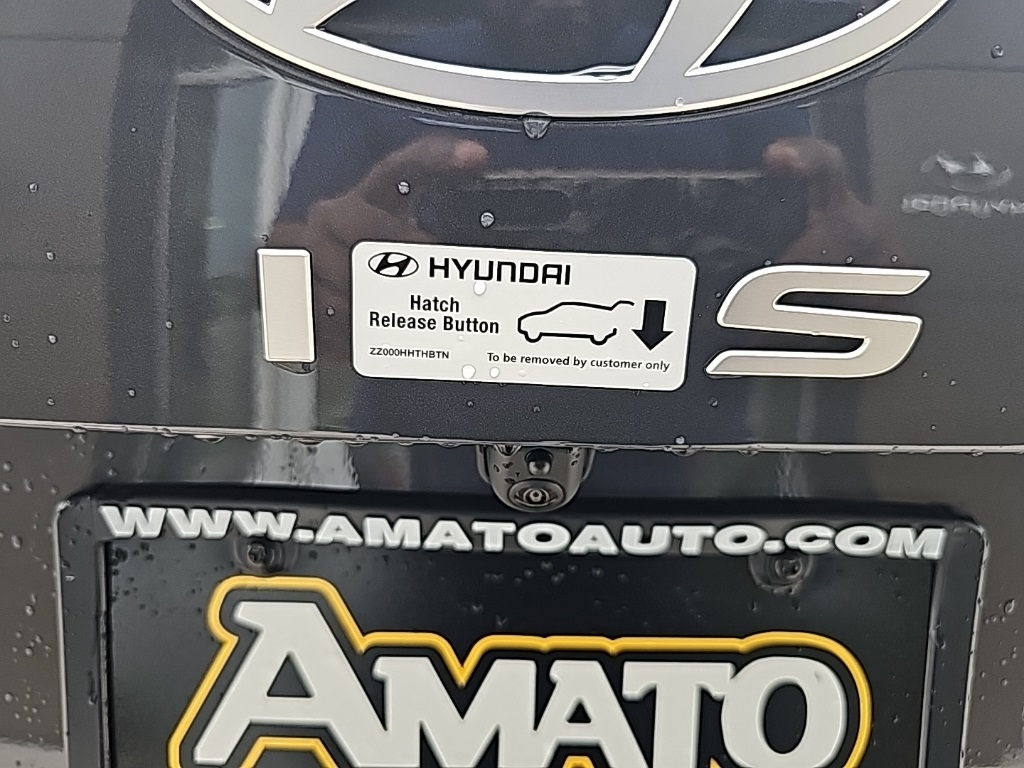 I S
HYUNDAI
Hatch
Release Button
ZZ000HHTHBTN To be removed by customer only
WWW.AMATOAUTO.COM
AMATO